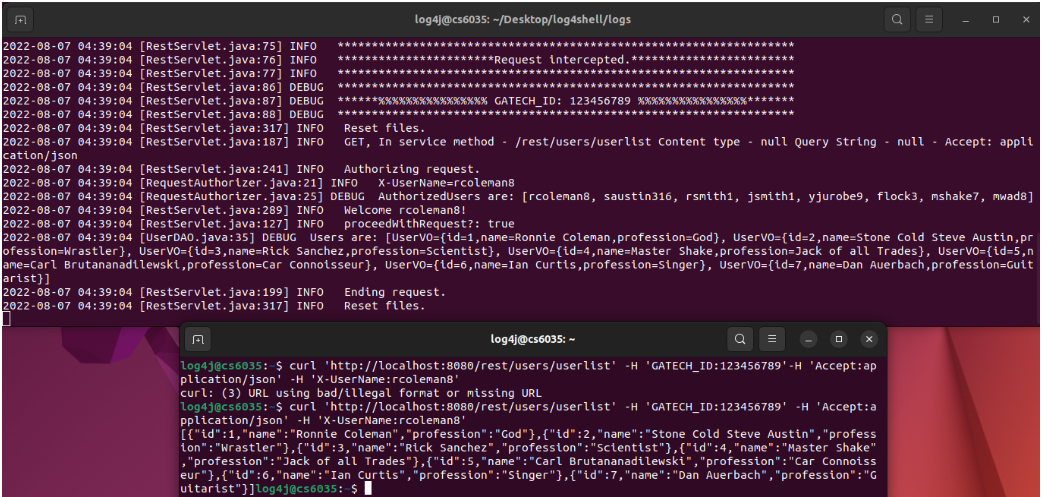 log4j@cs6035: ~/Desktop/log4shell/logs
2022-08-07 04:39:04 [RestServlet.java:75] INFO   *******************************************************************
2022-08-07 04:39:04 [RestServlet.java:76] INFO   ***********************Request intercepted.************************
2022-08-07 04:39:04 [RestServlet.java:77] INFO   *******************************************************************
2022-08-07 04:39:04 [RestServlet.java:86] DEBUG  *******************************************************************
2022-08-07 04:39:04 [RestServlet.java:87] DEBUG  ******%%%%%%%%%%%%%%%% GATECH_ID: 123456789 %%%%%%%%%%%%%%%%*******
2022-08-07 04:39:04 [RestServlet.java:88] DEBUG  *******************************************************************
2022-08-07 04:39:04 [RestServlet.java:317] INFO   Reset files.
2022-08-07 04:39:04 [RestServlet.java:187] INFO   GET, In service method - /rest/users/userlist Content type - null Query String - null - Accept: appli
cation/json
2022-08-07 04:39:04 [RestServlet.java:241] INFO   Authorizing request.
2022-08-07 04:39:04 [RequestAuthorizer.java:21] INFO   X-UserName=rcoleman8
2022-08-07 04:39:04 [RequestAuthorizer.java:25] DEBUG  AuthorizedUsers are: [rcoleman8, saustin316, rsmith1, jsmith1, yjurobe9, flock3, mshake7, mwad8]
2022-08-07 04:39:04 [RestServlet.java:289] INFO   Welcome rcoleman8!
2022-08-07 04:39:04 [RestServlet.java:127] INFO   proceedWithRequest?: true
2022-08-07 04:39:04 [UserDAO.java:35] DEBUG  Users are: [UserVO={id=1,name=Ronnie Coleman,profession=God}, UserVO={id=2,name=Stone Cold Steve Austin,pr
ofession=Wrastler}, UserVO={id=3,name=Rick Sanchez,profession=Scientist}, UserVO={id=4,name=Master Shake,profession=Jack of all Trades}, UserVO={id=5,n
ame=Carl Brutananadilewski,profession=Car Connoisseur}, UserVO={id=6,name=Ian Curtis,profession=Singer}, UserVO={id=7,name=Dan Auerbach,profession=Guit
arist}]
2022-08-07 04:39:04 [RestServlet.java:199] INFO   Ending request.
2022-08-07 04:39:04 [RestServlet.java:317] INFO   Reset files.
log4j@cs6035: ~
log4j@cs6035:~$ curl 'http://localhost:8080/rest/users/userlist' -H 'GATECH_ID:123456789'-H 'Accept:ap
plication/json' -H 'X-UserName:rcoleman8'
curl: (3) URL using bad/illegal format or missing URL
log4j@cs6035:~$ curl 'http://localhost:8080/rest/users/userlist' -H 'GATECH_ID:123456789' -H 'Accept:a
pplication/json' -H 'X-UserName:rcoleman8'
[{"id":1,"name":"Ronnie Coleman","profession":"God"},{"id":2,"name":"Stone Cold Steve Austin","profess
ion":"Wrastler"},{"id":3,"name":"Rick Sanchez","profession":"Scientist"},{"id":4,"name":"Master Shake"
,"profession":"Jack of all Trades"},{"id":5,"name":"Carl Brutananadilewski","profession":"Car Connoiss
eur"},{"id":6,"name":"Ian Curtis","profession":"Singer"},{"id":7,"name":"Dan Auerbach","profession":"G
uitarist"}]log4j@cs6035:~$